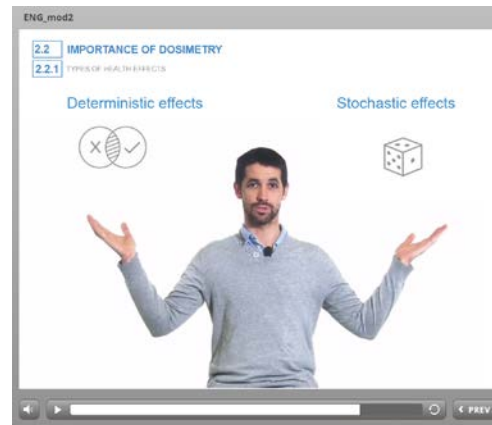 ENG_mod2
2.2 IMPORTANCE OF DOSIMETRY
2.2.1 TYPES OF HEALTH EFFECTS
Deterministic effects
Stochastic effects
PREV